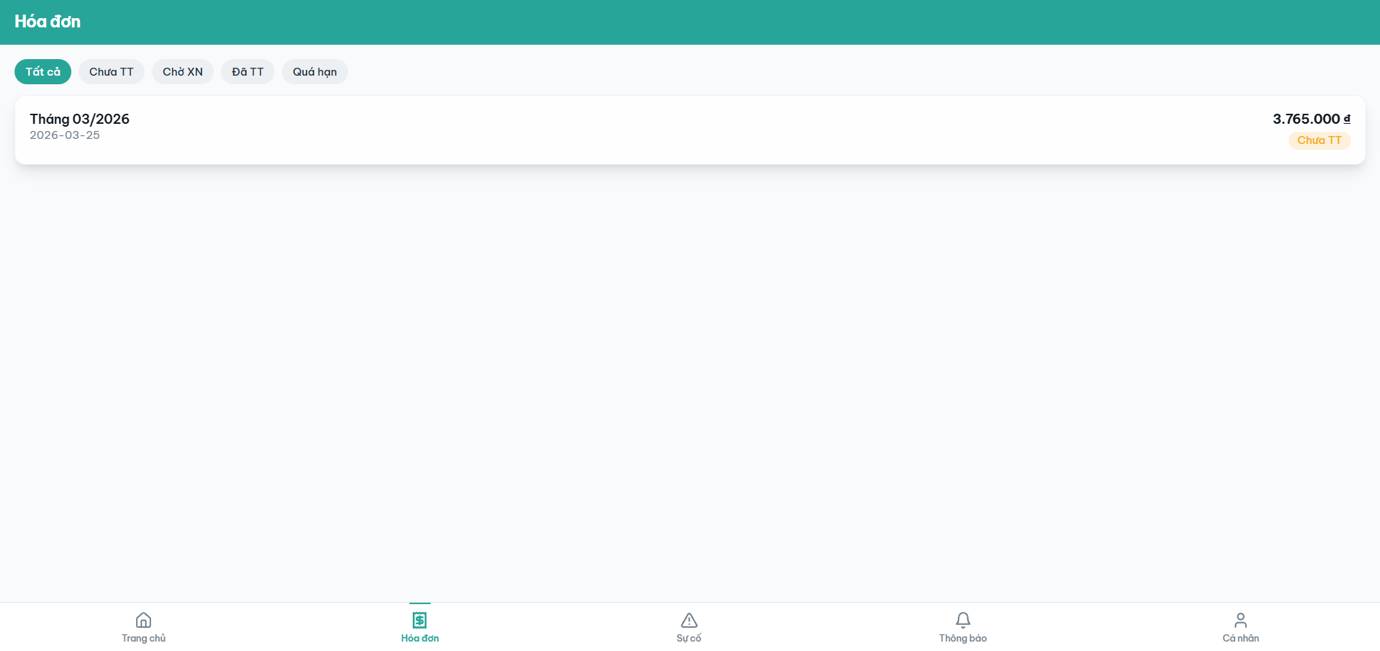 Hóa đơn
Tất cả
Chưa TT
Chờ XN
Đã TT
Quá hạn
Tháng 03/2026
3.765.000 ₫
2026-03-25
Chưa TT
Trang chủ
Hóa đơn
Sự cố
Thông báo
Cá nhân